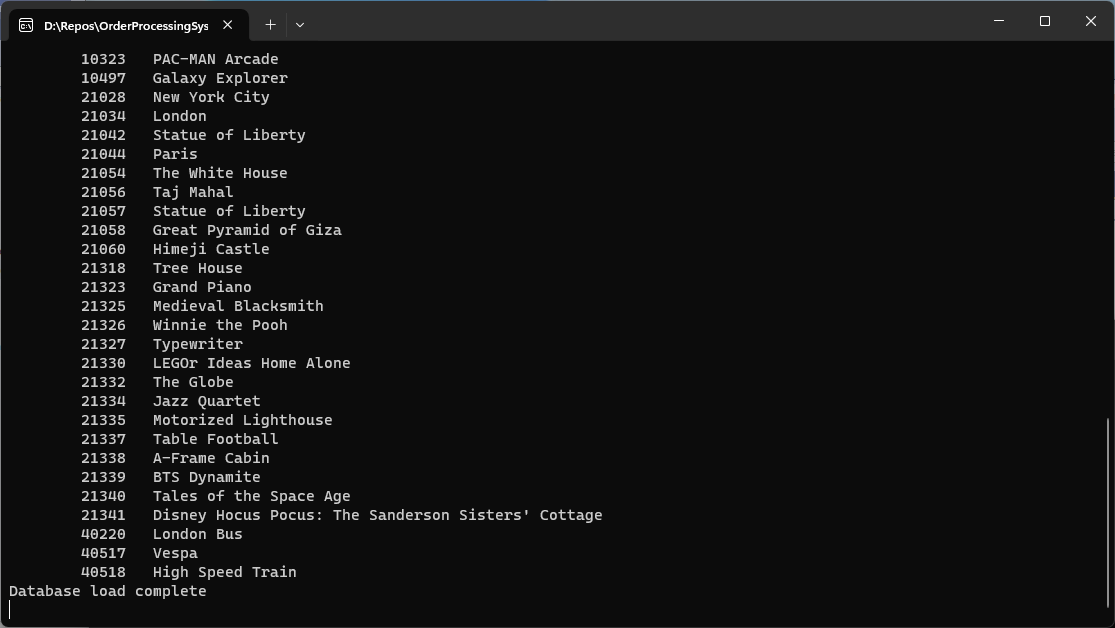 D:\Repos\OrderProcessingSys
10323 PAC-MAN Arcade
10497 Galaxy Explorer
21028 New York City
21034 London
21042 Statue of Liberty
21044 Paris
21054 The White House
21056 Taj Mahal
21057 Statue of Liberty
21058 Great Pyramid of Giza
21060 Himeji Castle
21318 Tree House
21323 Grand Piano
21325 Medieval Blacksmith
21326 Winnie the Pooh
21327 Typewriter
21330 LEGOr Ideas Home Alone
21332 The Globe
21334 Jazz Quartet
21335 Motorized Lighthouse
21337 Table Football
21338 A-Frame Cabin
21339 BTS Dynamite
21340 Tales of the Space Age
21341 Disney Hocus Pocus: The Sanderson Sisters' Cottage
40220 London Bus
40517 Vespa
40518 High Speed Train
Database load complete